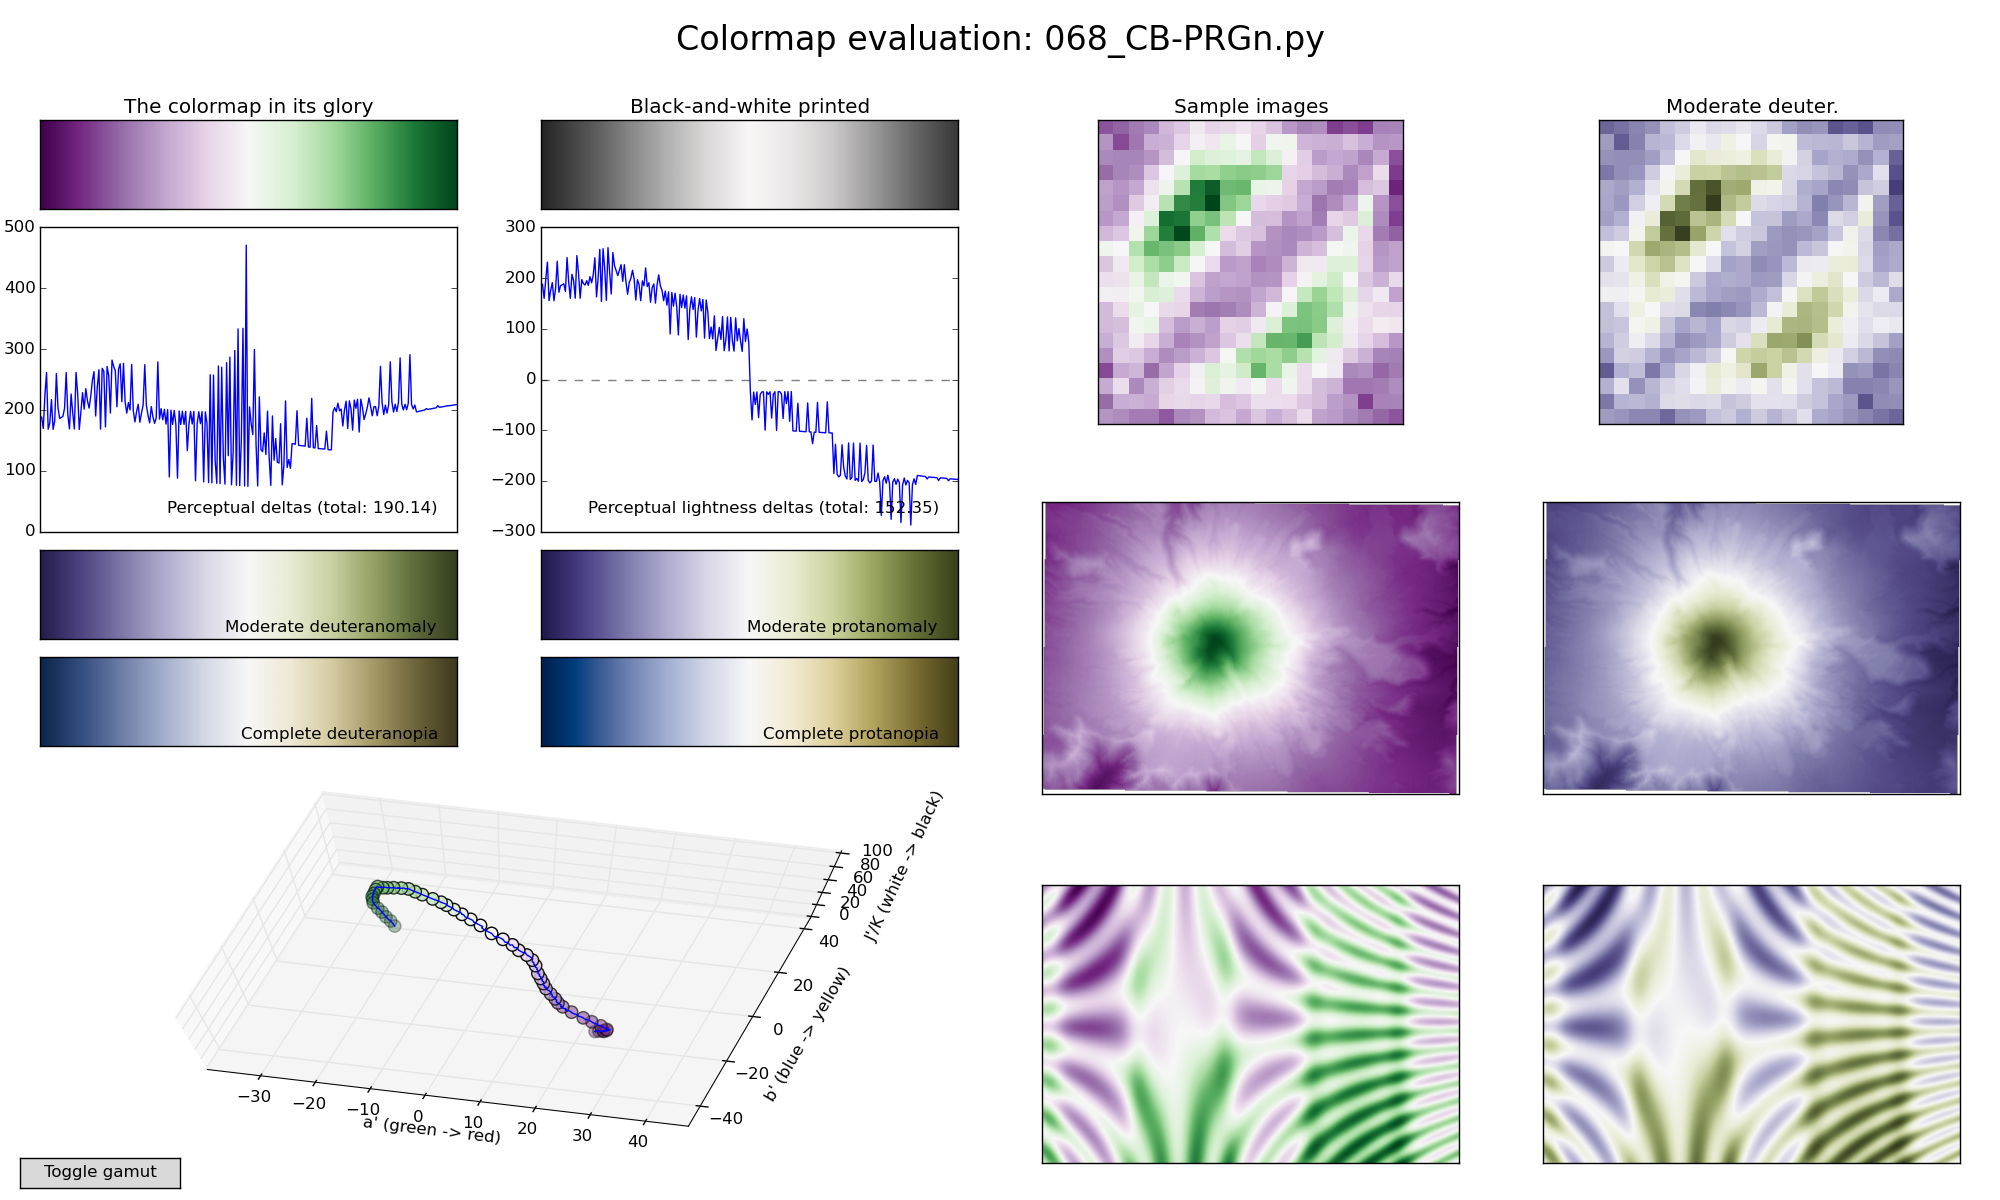 Colormap evaluation: 068_CB-PRGn.py
The colormap in its glory
Black-and-white printed
Sample images
Moderate deuter.
500
400
300
200
100
0
Perceptual deltas (total: 190.14)
300
200
100
0
−100
−200
−300
Perceptual lightness deltas (total: 152.35)
Moderate deuteranomaly
Moderate protanomaly
Complete deuteranopia
Complete protanopia
100
80
60
40
20
0
J'/K (white -> black)
40
20
0
−20
−40
b' (blue -> yellow)
−30
−20
−10
0
10
20
30
40
a' (green -> red)
Toggle gamut